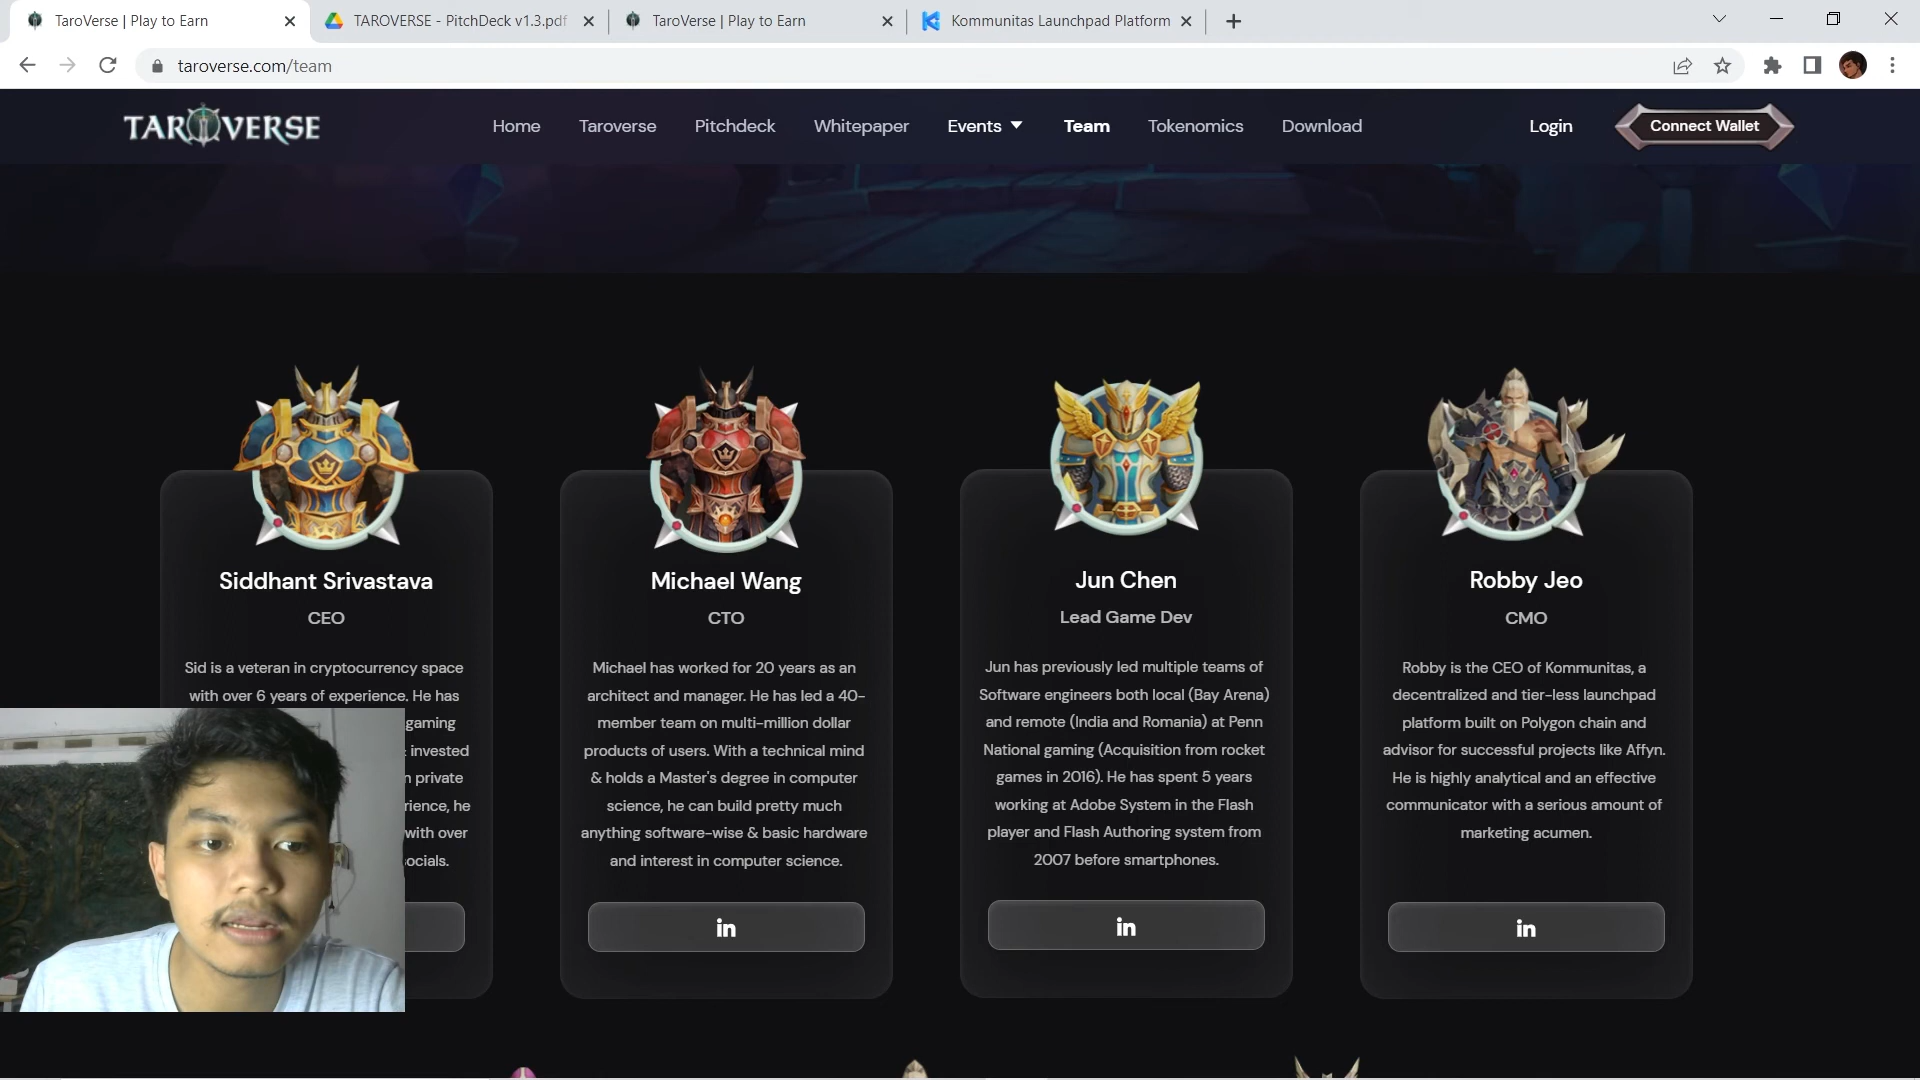 TaroVerse | Play to Earn
TAROVERSE - PitchDeck v1.3.pdf
TaroVerse | Play to Earn
Kommunitas Launchpad Platform
taroverse.com/team
TAROVERSE
Home
Taroverse
Pitchdeck
Whitepaper
Events
Team
Tokenomics
Download
Login
Connect Wallet
Siddhant Srivastava
CEO
Sid is a veteran in cryptocurrency space
with over 6 years of experience. He has
gaming
invested
private
he
with over
Michael Wang
CTO
Michael has worked for 20 years as an
architect and manager. He has led a 40-
member team on multi-million dollar
products of users. With a technical mind
& holds a Master's degree in computer
science, he can build pretty much
anything software-wise & basic hardware
and interest in computer science.
in
Jun Chen
Lead Game Dev
Jun has previously led multiple teams of
Software engineers both local (Bay Arena)
and remote (India and Romania) at Penn
National gaming (Acquisition from rocket
games in 2016). He has spent 5 years
working at Adobe System in the Flash
player and Flash Authoring system from
2007 before smartphones.
in
Robby Jeo
CMO
Robby is the CEO of Kommunitas, a
decentralized and tier-less launchpad
platform built on Polygon chain and
advisor for successful projects like Affyn.
He is highly analytical and an effective
communicator with a serious amount of
marketing acumen.
in